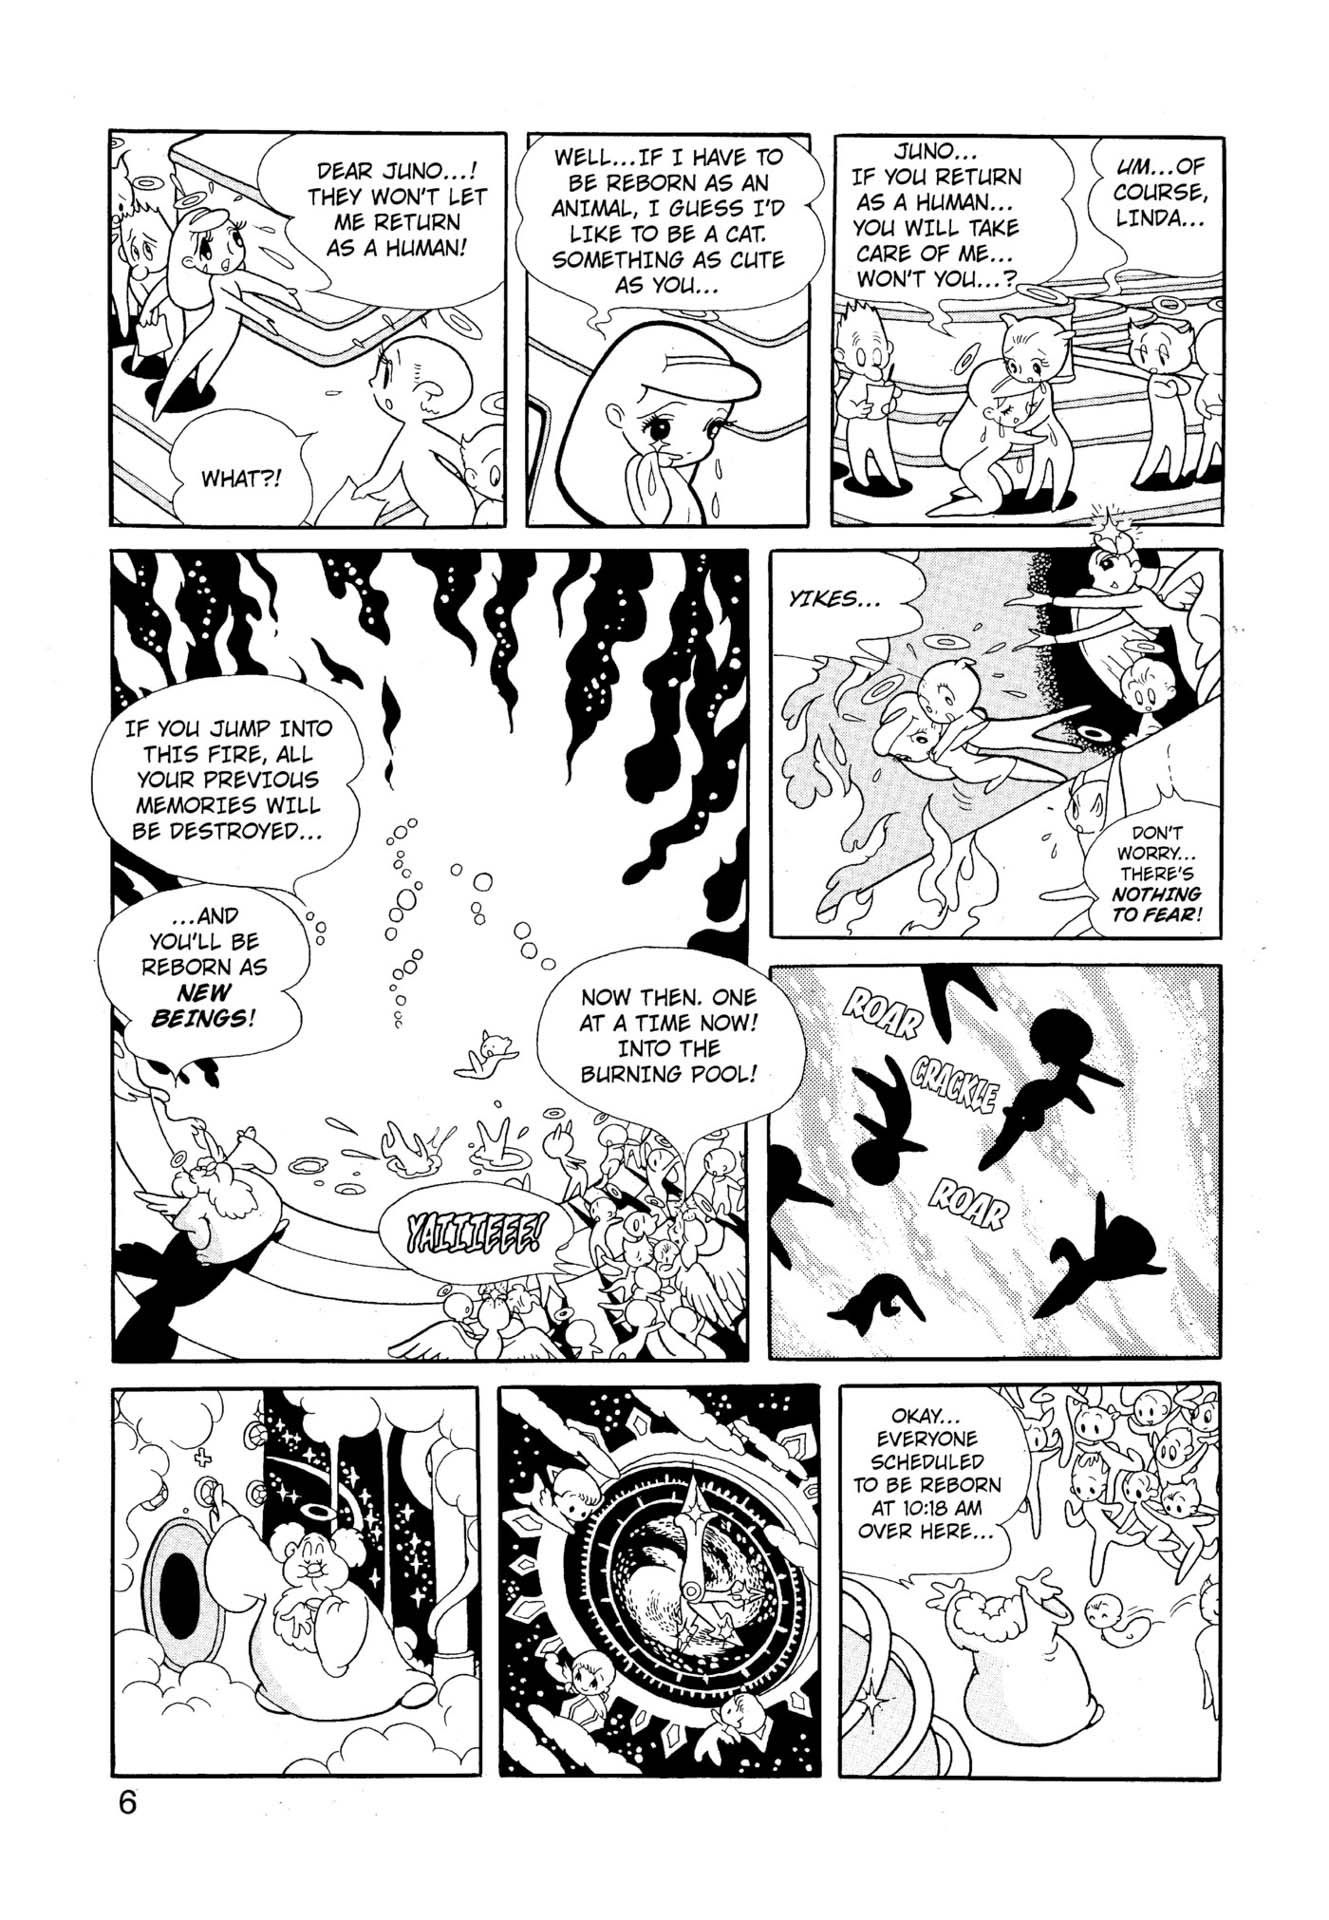 DEAR JUNO...!
THEY WON'T LET
ME RETURN
AS A HUMAN!
WHAT?!
WELL...IF I HAVE TO
BE REBORN AS AN
ANIMAL, I GUESS I'D
LIKE TO BE A CAT.
SOMETHING AS CUTE
AS YOU...
JUNO...
IF YOU RETURN
AS A HUMAN...
YOU WILL TAKE
CARE OF ME...
WON'T YOU...?
UM...OF
COURSE,
LINDA...
IF YOU JUMP INTO
THIS FIRE, ALL
YOUR PREVIOUS
MEMORIES WILL
BE DESTROYED...
...AND
YOU'LL BE
REBORN AS
NEW
BEINGS!
NOW THEN. ONE
AT A TIME NOW!
INTO THE
BURNING POOL!
YAIIIEEE!
YIKES...
DON'T
WORRY...
THERE'S
NOTHING
TO FEAR!
ROAR
CRACKLE
ROAR
OKAY...
EVERYONE
SCHEDULED
TO BE REBORN
AT 10:18 AM
OVER HERE...
6